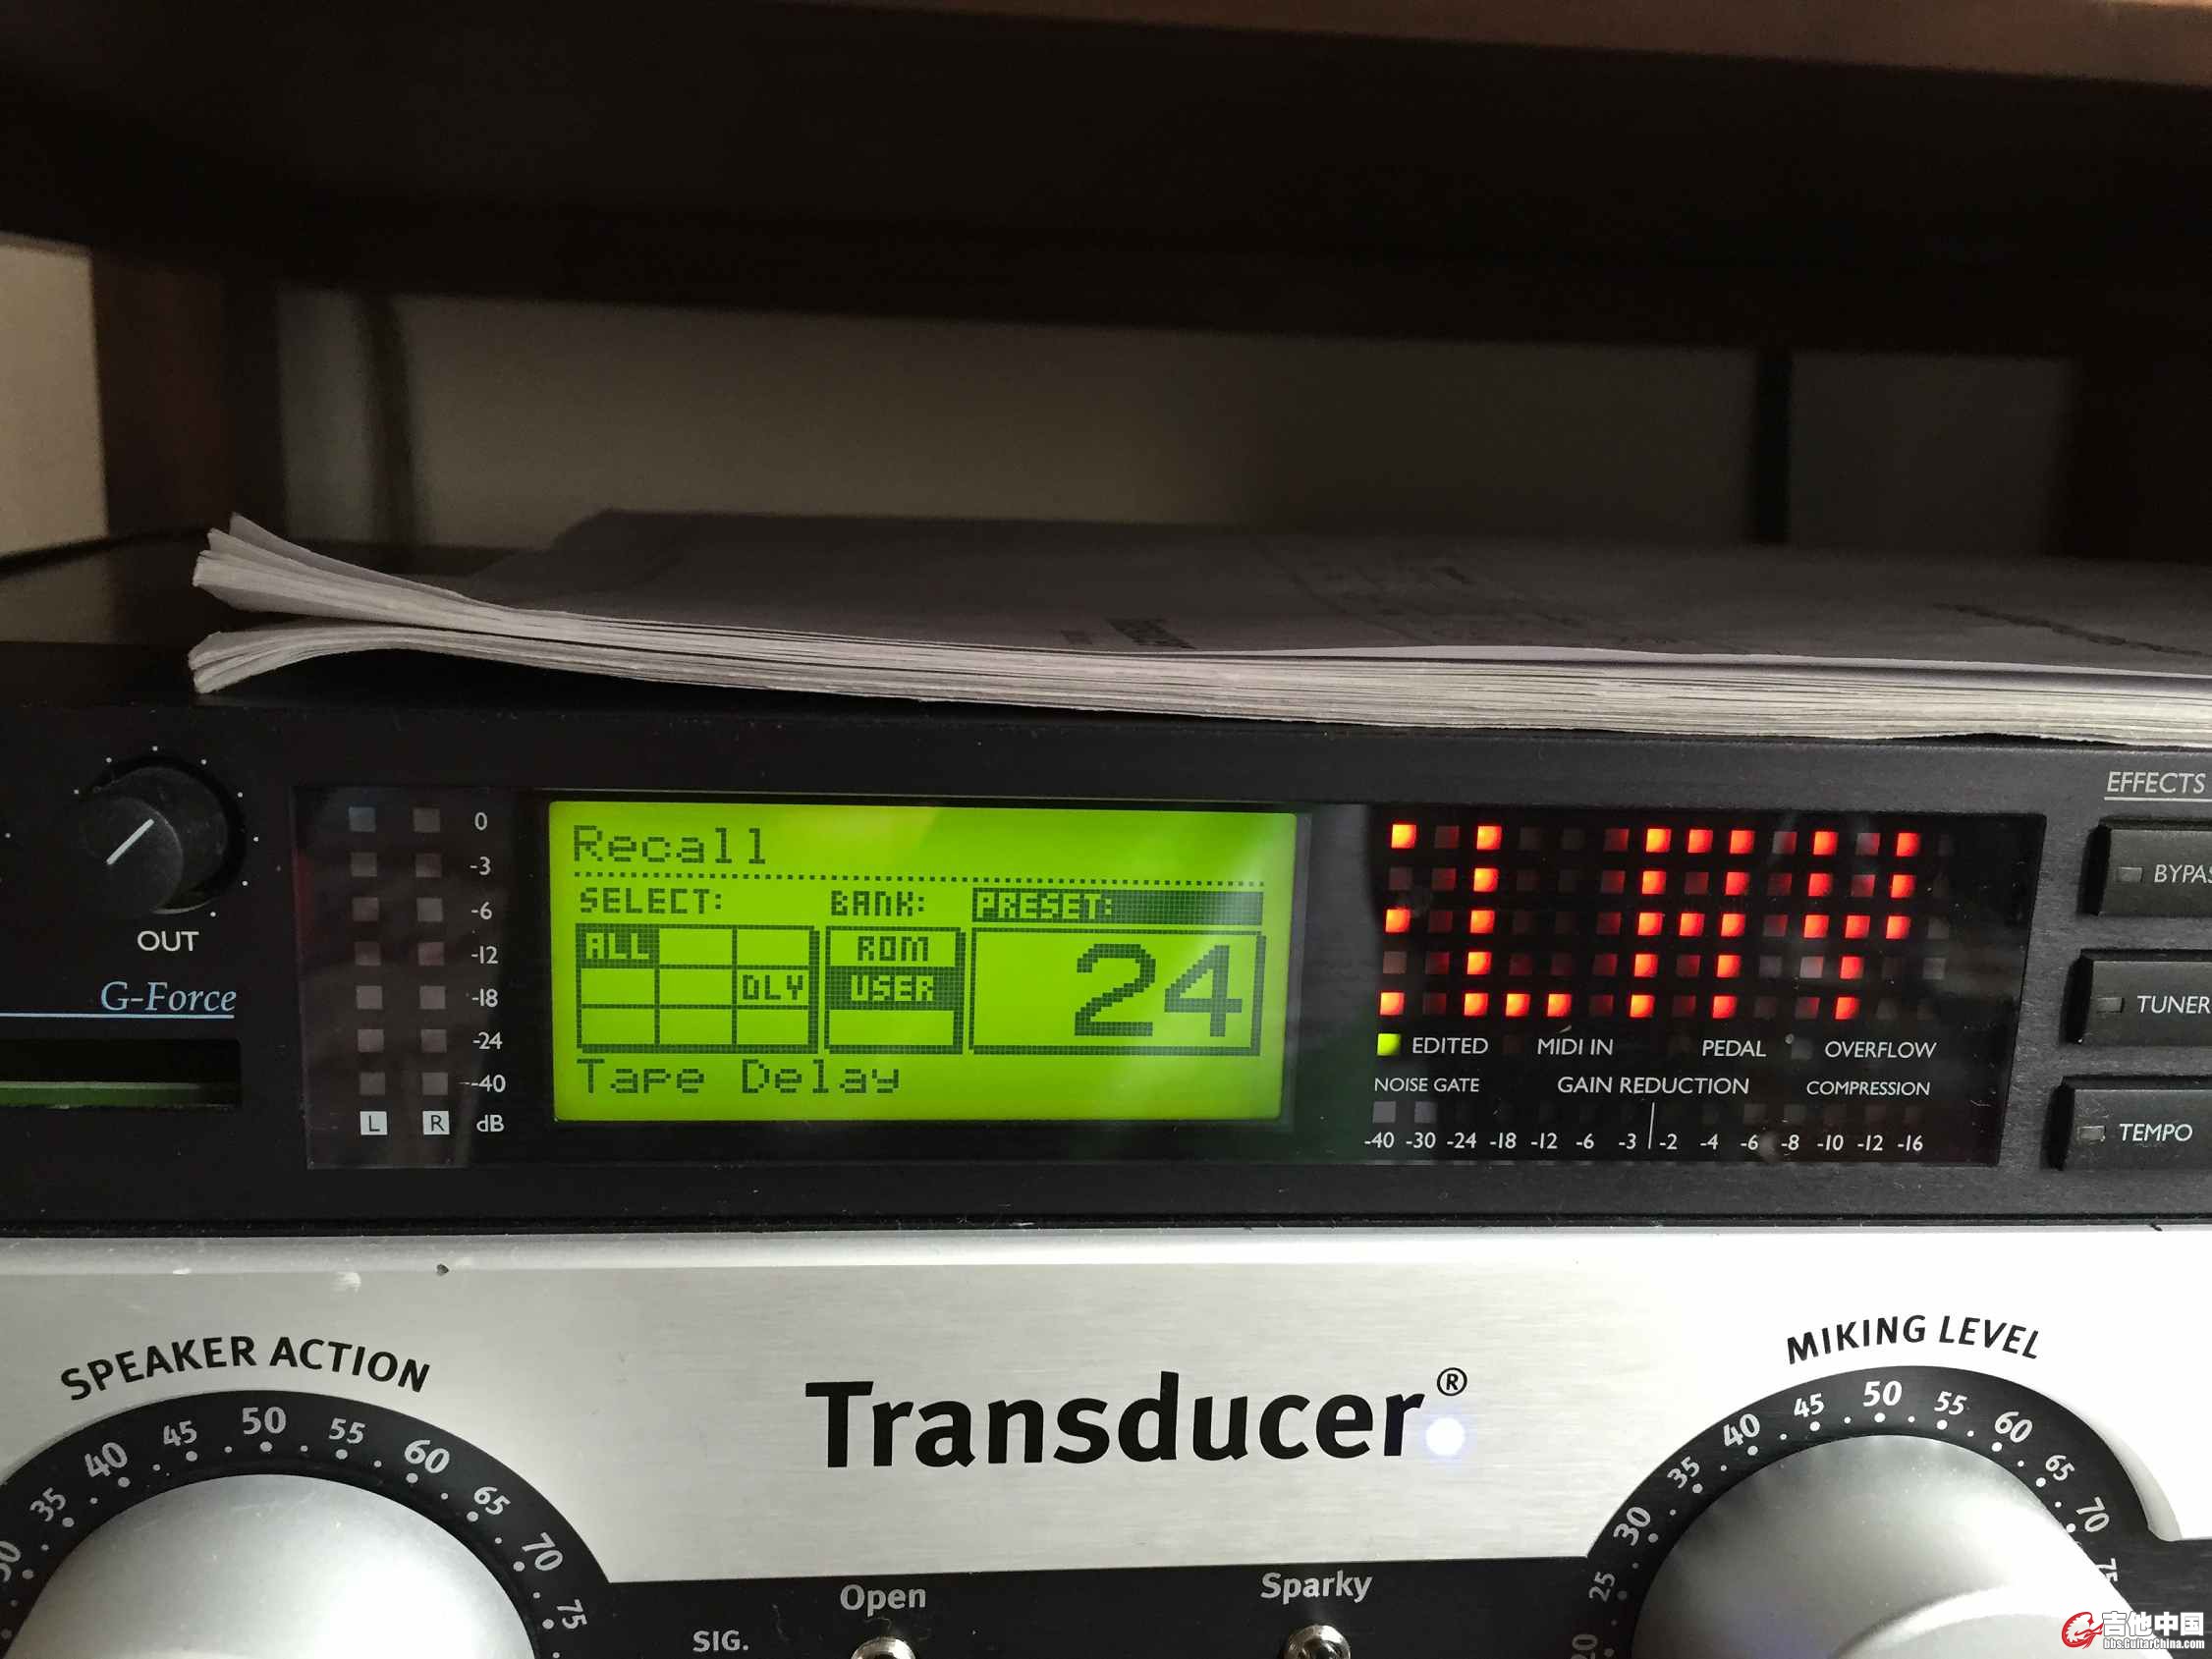 EFFECTS
BYPAS
TUNER
TEMPO
OUT
G-Force
0
-3
-6
-12
-18
-24
-40
L R dB
Recall
SELECT: BANK: PRESET:
ALL ROM 24
DLY USER
Tape Delay
EDITED MIDI IN PEDAL OVERFLOW
NOISE GATE GAIN REDUCTION COMPRESSION
-40 -30 -24 -18 -12 -6 -3 -2 -4 -6 -8 -10 -12 -16
SPEAKER ACTION
35 40 45 50 55 60 65 70 75
Transducer®
MIKING LEVEL
20 25 30 35 40 45 50 55 60 65 70 75
Open
Sparky
SIG.
吉他中国
bbs.GuitarChina.com